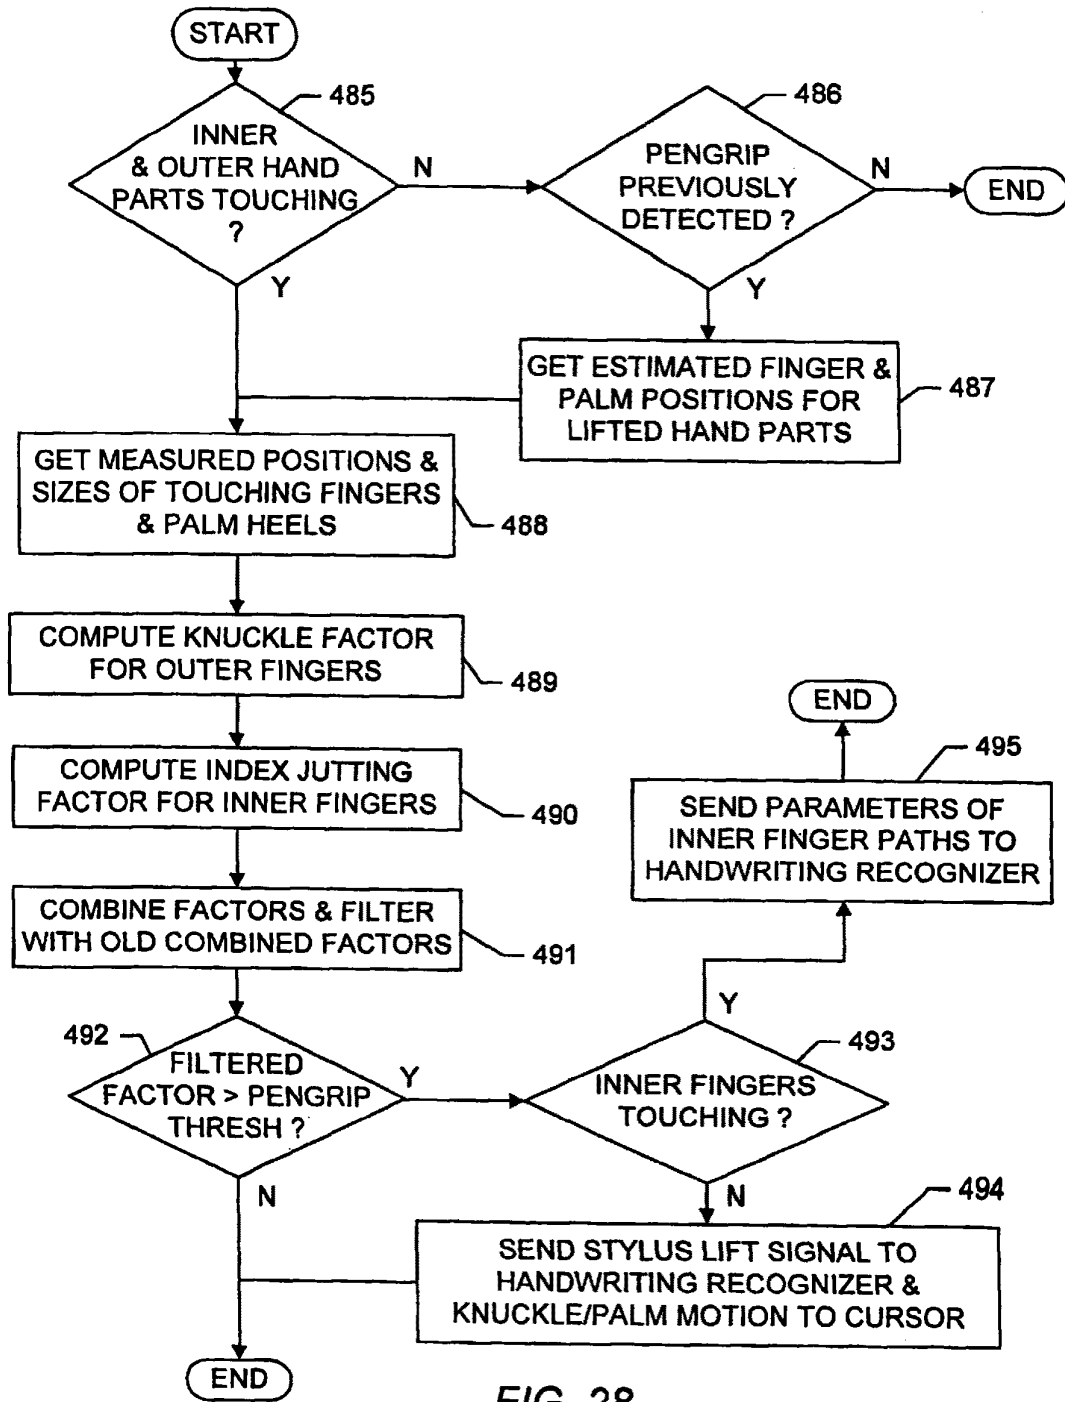 START
485
INNER
& OUTER HAND
PARTS TOUCHING
?
N
Y
486
PENGRIP
PREVIOUSLY
DETECTED ?
N
END
Y
GET ESTIMATED FINGER &
PALM POSITIONS FOR
LIFTED HAND PARTS
487
GET MEASURED POSITIONS &
SIZES OF TOUCHING FINGERS
& PALM HEELS
488
COMPUTE KNUCKLE FACTOR
FOR OUTER FINGERS
489
COMPUTE INDEX JUTTING
FACTOR FOR INNER FINGERS
490
COMBINE FACTORS & FILTER
WITH OLD COMBINED FACTORS
491
492
FILTERED
FACTOR > PENGRIP
THRESH ?
Y
N
END
495
SEND PARAMETERS OF
INNER FINGER PATHS TO
HANDWRITING RECOGNIZER
Y
493
INNER FINGERS
TOUCHING ?
N
494
SEND STYLUS LIFT SIGNAL TO
HANDWRITING RECOGNIZER &
KNUCKLE/PALM MOTION TO CURSOR
END
FIG. 28